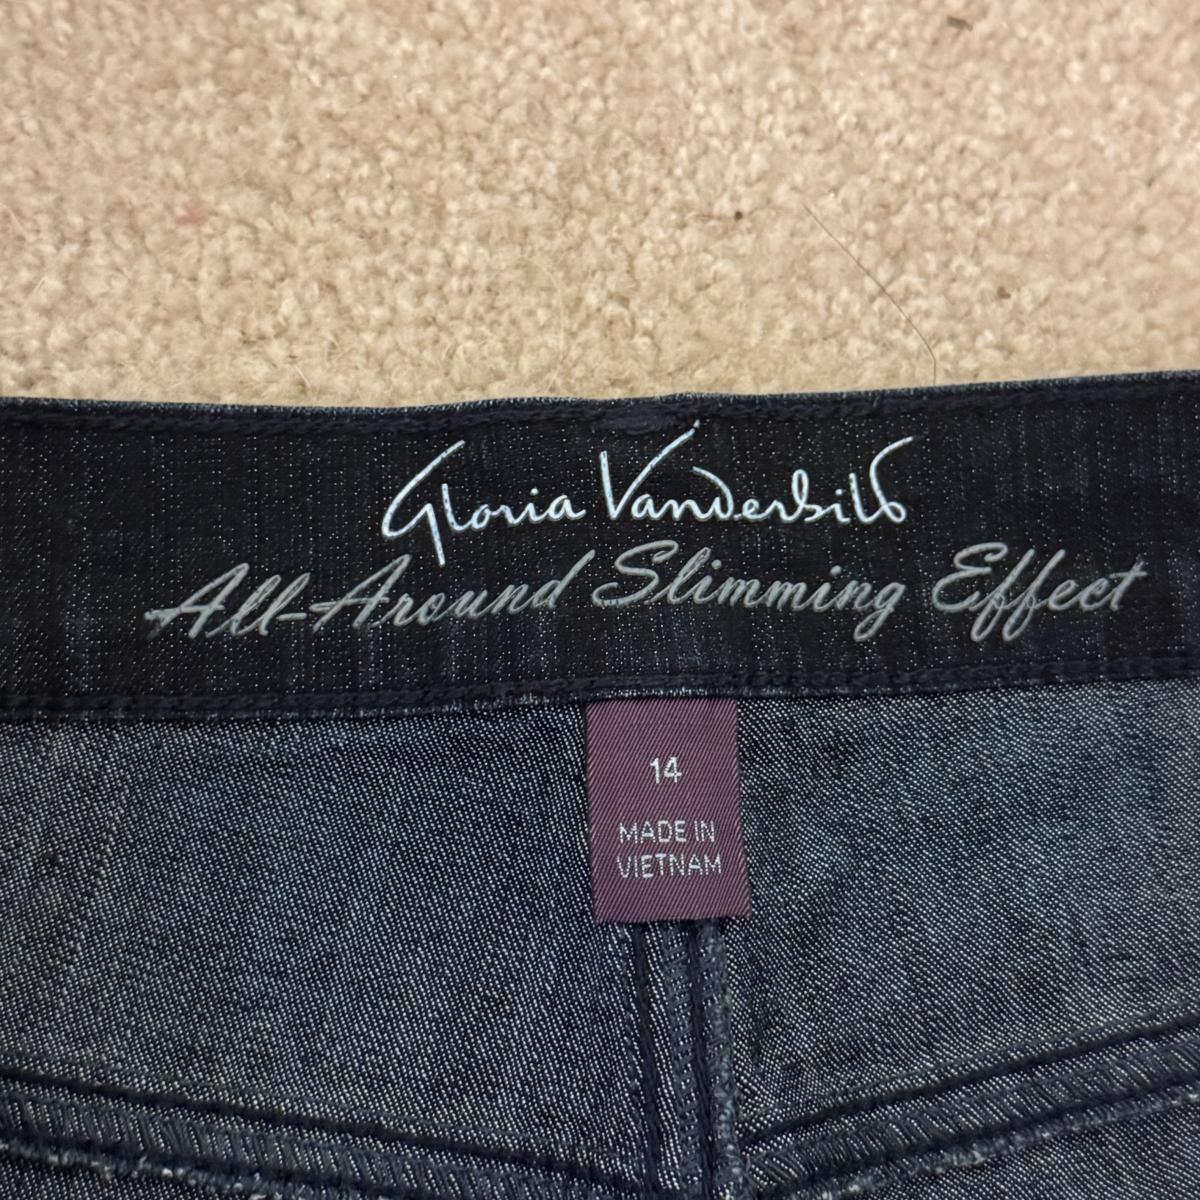 Gloria Vanderbilt
All-Around Slimming Effect
14
MADE IN
VIETNAM